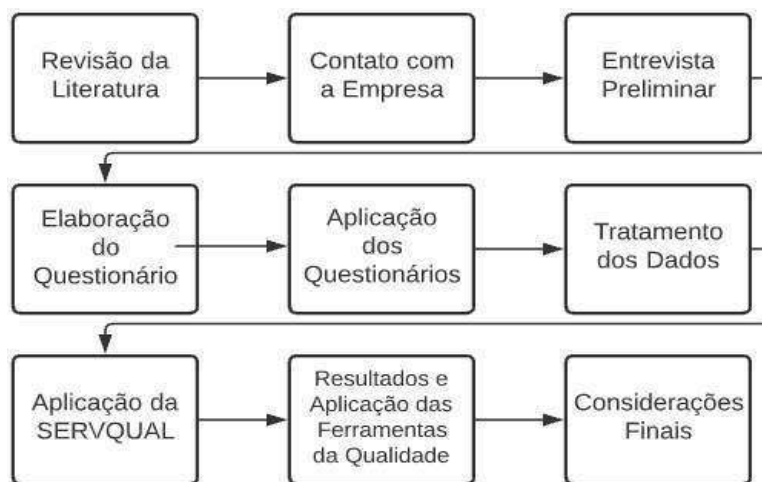 Revisão da
Literatura
Contato com
a Empresa
Entrevista
Preliminar
Elaboração
do
Questionário
Aplicação
dos
Questionários
Tratamento
dos Dados
Aplicação da
SERVQUAL
Resultados e
Aplicação das
Ferramentas
da Qualidade
Considerações
Finais